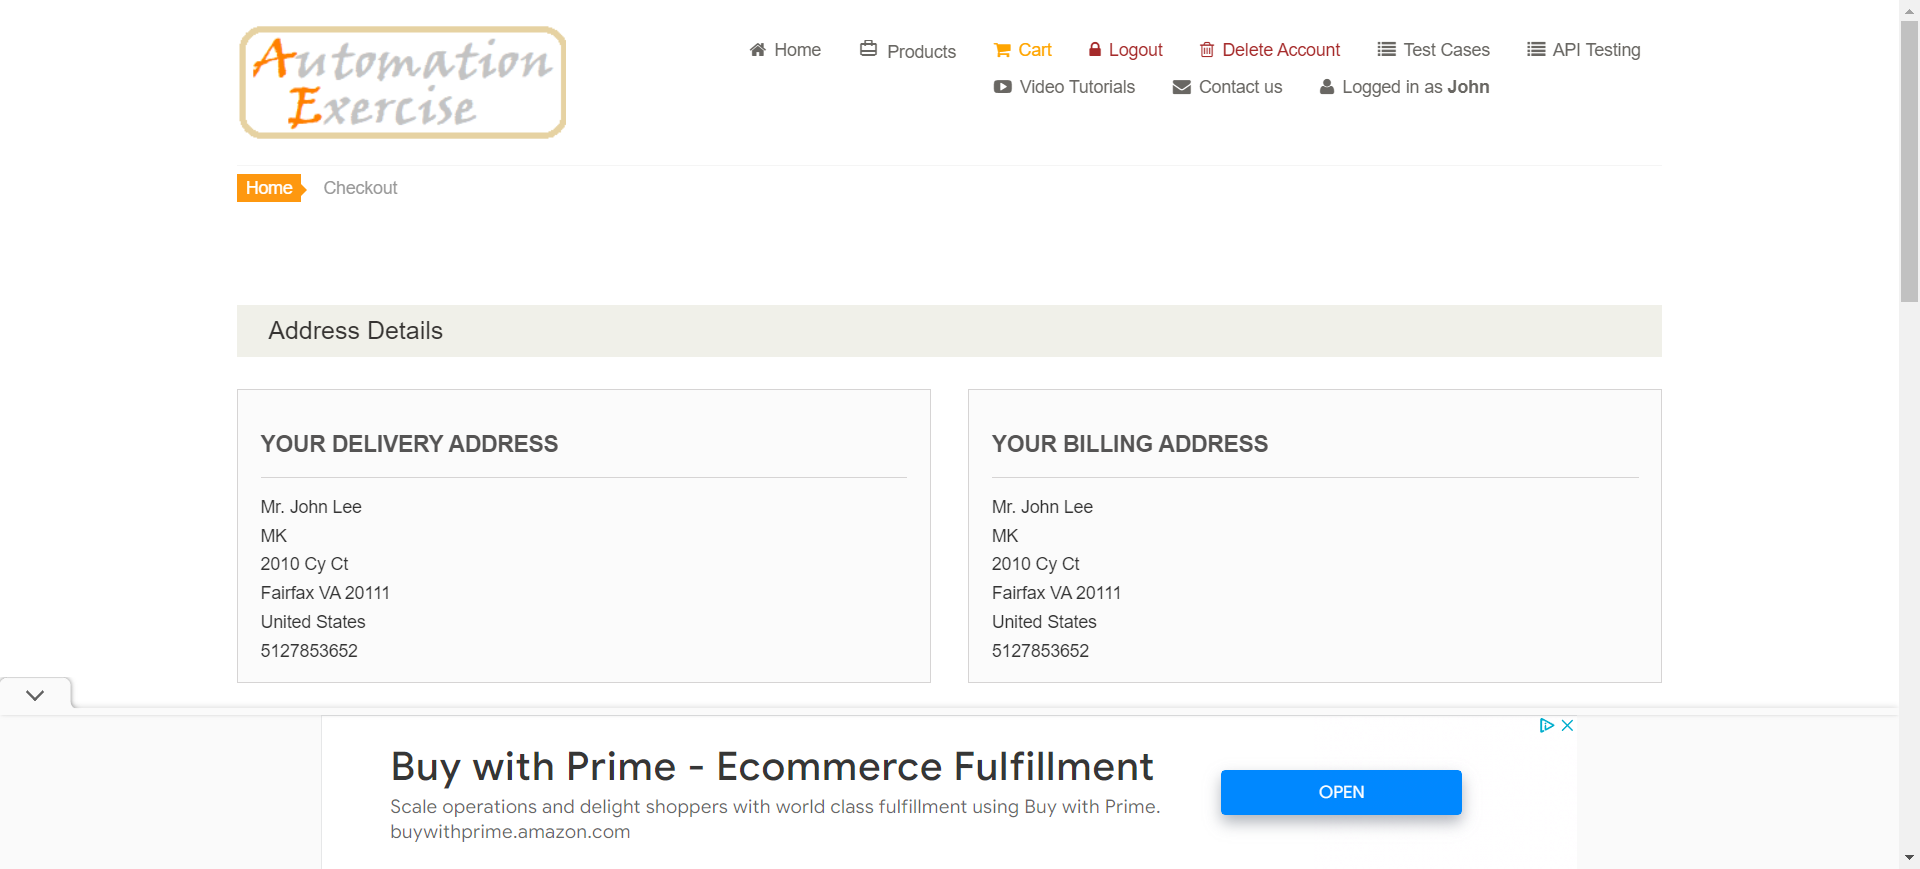 Automation
Exercise
Home
Products
Cart
Logout
Delete Account
Test Cases
API Testing
Video Tutorials
Contact us
Logged in as John
Home
Checkout
Address Details
YOUR DELIVERY ADDRESS
Mr. John Lee
MK
2010 Cy Ct
Fairfax VA 20111
United States
5127853652
YOUR BILLING ADDRESS
Mr. John Lee
MK
2010 Cy Ct
Fairfax VA 20111
United States
5127853652
Buy with Prime - Ecommerce Fulfillment
Scale operations and delight shoppers with world class fulfillment using Buy with Prime.
buywithprime.amazon.com
OPEN